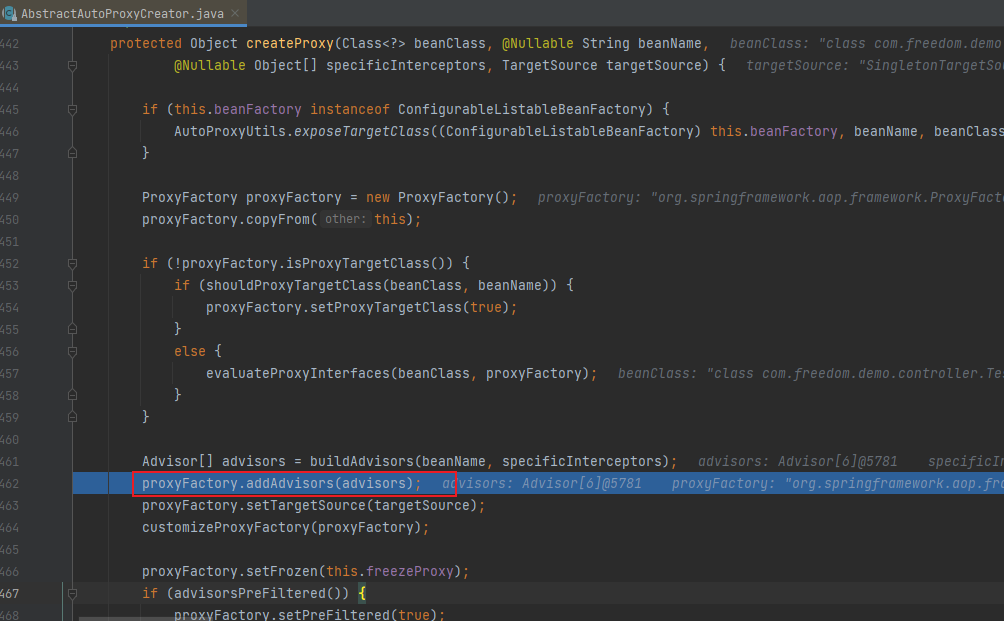 AbstractAutoProxyCreator.java ×
442 protected Object createProxy(Class<?> beanClass, @Nullable String beanName, beanClass: "class com.freedom.demo
443 @Nullable Object[] specificInterceptors, TargetSource targetSource) { targetSource: "SingletonTargetSou
444
445 if (this.beanFactory instanceof ConfigurableListableBeanFactory) {
446 AutoProxyUtils.exposeTargetClass((ConfigurableListableBeanFactory) this.beanFactory, beanName, beanClass
447 }
448
449 ProxyFactory proxyFactory = new ProxyFactory(); proxyFactory: "org.springframework.aop.framework.ProxyFacto
450 proxyFactory.copyFrom( other: this);
451
452 if (!proxyFactory.isProxyTargetClass()) {
453 if (shouldProxyTargetClass(beanClass, beanName)) {
454 proxyFactory.setProxyTargetClass(true);
455 }
456 else {
457 evaluateProxyInterfaces(beanClass, proxyFactory); beanClass: "class com.freedom.demo.controller.Tes
458 }
459 }
460
461 Advisor[] advisors = buildAdvisors(beanName, specificInterceptors); advisors: Advisor[6]@5781 specificIn
462 proxyFactory.addAdvisors(advisors); advisors: Advisor[6]@5781 proxyFactory: "org.springframework.aop.fra
463 proxyFactory.setTargetSource(targetSource);
464 customizeProxyFactory(proxyFactory);
465
466 proxyFactory.setFrozen(this.freezeProxy);
467 if (advisorsPreFiltered()) {
468 proxyFactory.setPreFiltered(true);